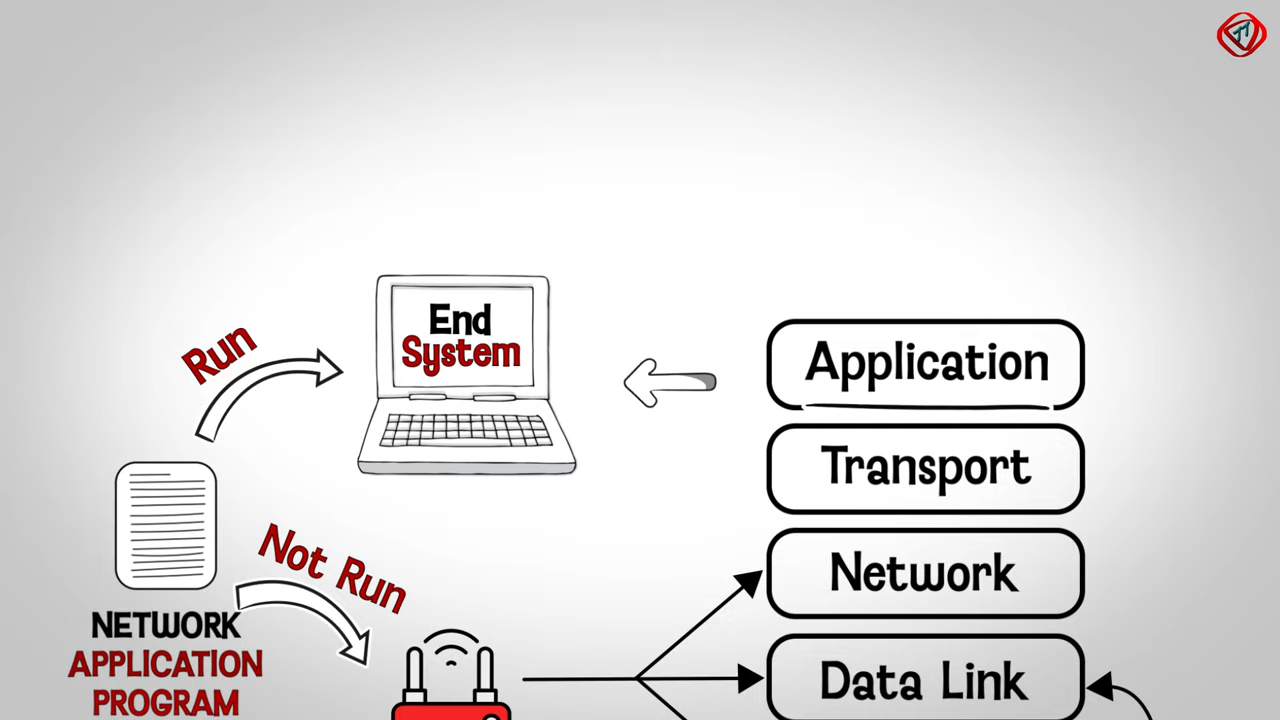 End
System
Run
Application
Transport
Not Run
Network
NETWORK
APPLICATION
PROGRAM
Data Link